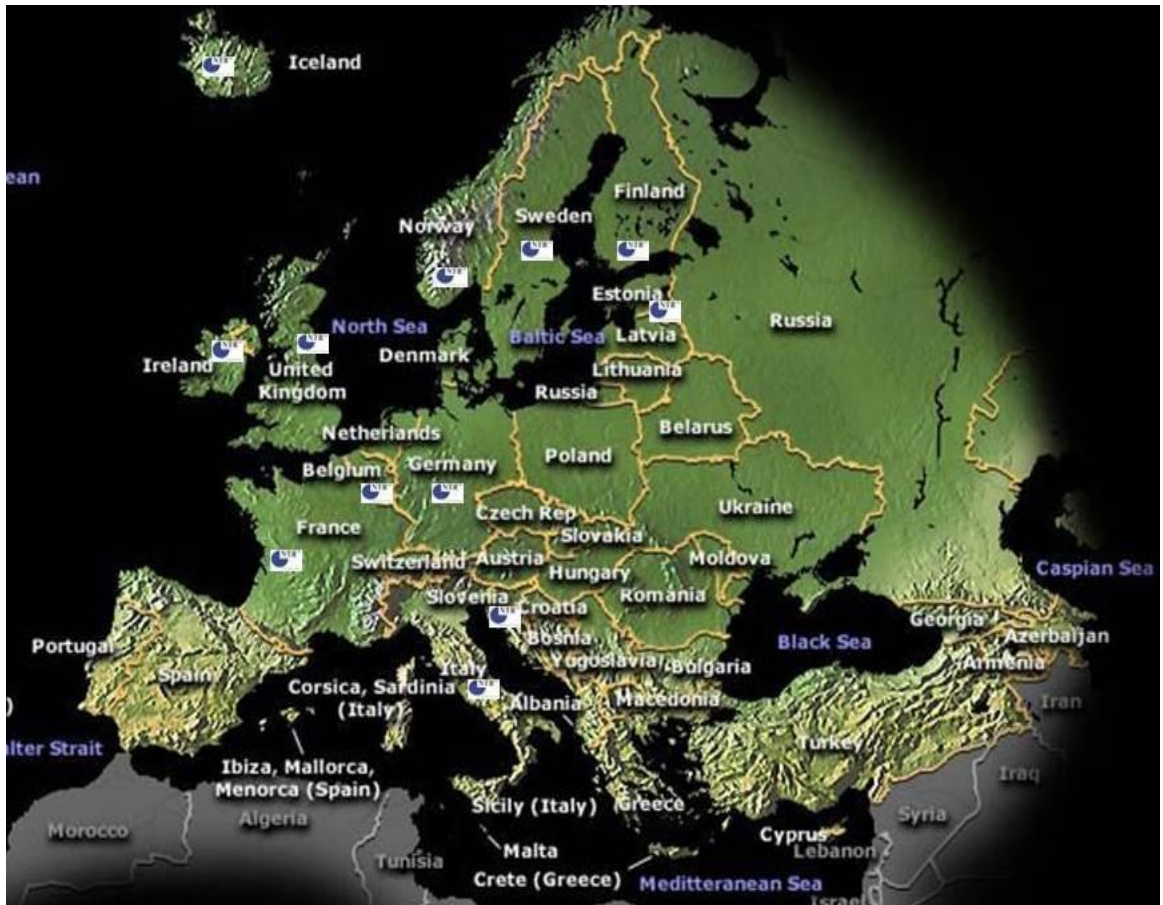 Iceland
ean
Finland
Sweden
Norway
Estonia
North Sea
Russia
Baltic Sea
Latvia
Denmark
Ireland
United
Kingdom
Lithuania
Russia
Belarus
Netherlands
Poland
Germany
Belgium
Ukraine
Czech Rep
France
Slovakia
Austria
Moldova
Switzerland
Caspian Sea
Hungary
Romania
Slovenia
Croatia
Georgia
Azerbaijan
Black Sea
Bosnia
Portugal
Yugoslavia
Bulgaria
Armenia
Italy
Spain
Corsica, Sardinia
(Italy)
Macedonia
Albania
Iran
)
Turkey
alter Strait
Iraq
Ibiza, Mallorca,
Menorca (Spain)
Sicily (Italy)
Greece
Syria
Algeria
Morocco
Cyprus
Lebanon
Malta
Tunisia
Crete (Greece)
Meditteranean Sea
Israel